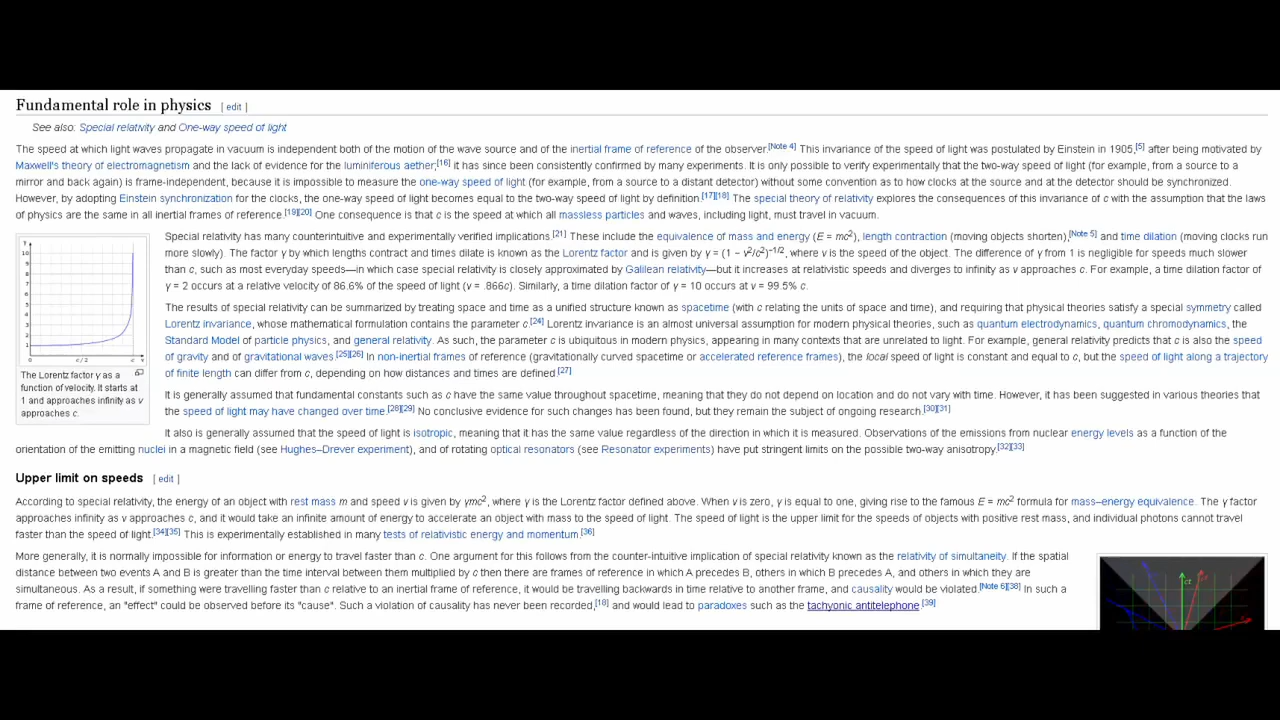 Fundamental role in physics [ edit ]
See also: Special relativity and One-way speed of light
The speed at which light waves propagate in vacuum is independent both of the motion of the wave source and of the inertial frame of reference of the observer.[Note 4] This invariance of the speed of light was postulated by Einstein in 1905,[5] after being motivated by
Maxwell's theory of electromagnetism and the lack of evidence for the luminiferous aether;[16] it has since been consistently confirmed by many experiments. It is only possible to verify experimentally that the two-way speed of light (for example, from a source to a
mirror and back again) is frame-independent, because it is impossible to measure the one-way speed of light (for example, from a source to a distant detector) without some convention as to how clocks at the source and at the detector should be synchronized.
However, by adopting Einstein synchronization for the clocks, the one-way speed of light becomes equal to the two-way speed of light by definition.[17][18] The special theory of relativity explores the consequences of this invariance of c with the assumption that the laws
of physics are the same in all inertial frames of reference.[19][20] One consequence is that c is the speed at which all massless particles and waves, including light, must travel in vacuum.
γ
10
9
8
7
6
5
4
3
2
1
0 c / 2 c v
The Lorentz factor γ as a
function of velocity. It starts at
1 and approaches infinity as v
approaches c.
Special relativity has many counterintuitive and experimentally verified implications.[21] These include the equivalence of mass and energy (E = mc2), length contraction (moving objects shorten),[Note 5] and time dilation (moving clocks run
more slowly). The factor γ by which lengths contract and times dilate is known as the Lorentz factor and is given by γ = (1 − v2/c2)−1/2, where v is the speed of the object. The difference of γ from 1 is negligible for speeds much slower
than c, such as most everyday speeds—in which case special relativity is closely approximated by Galilean relativity—but it increases at relativistic speeds and diverges to infinity as v approaches c. For example, a time dilation factor of
γ = 2 occurs at a relative velocity of 86.6% of the speed of light (v = .866c). Similarly, a time dilation factor of γ = 10 occurs at v = 99.5% c.
The results of special relativity can be summarized by treating space and time as a unified structure known as spacetime (with c relating the units of space and time), and requiring that physical theories satisfy a special symmetry called
Lorentz invariance, whose mathematical formulation contains the parameter c.[24] Lorentz invariance is an almost universal assumption for modern physical theories, such as quantum electrodynamics, quantum chromodynamics, the
Standard Model of particle physics, and general relativity. As such, the parameter c is ubiquitous in modern physics, appearing in many contexts that are unrelated to light. For example, general relativity predicts that c is also the speed
of gravity and of gravitational waves.[25][26] In non-inertial frames of reference (gravitationally curved spacetime or accelerated reference frames), the local speed of light is constant and equal to c, but the speed of light along a trajectory
of finite length can differ from c, depending on how distances and times are defined.[27]
It is generally assumed that fundamental constants such as c have the same value throughout spacetime, meaning that they do not depend on location and do not vary with time. However, it has been suggested in various theories that
the speed of light may have changed over time.[28][29] No conclusive evidence for such changes has been found, but they remain the subject of ongoing research.[30][31]
It also is generally assumed that the speed of light is isotropic, meaning that it has the same value regardless of the direction in which it is measured. Observations of the emissions from nuclear energy levels as a function of the
orientation of the emitting nuclei in a magnetic field (see Hughes–Drever experiment), and of rotating optical resonators (see Resonator experiments) have put stringent limits on the possible two-way anisotropy.[32][33]
Upper limit on speeds [ edit ]
According to special relativity, the energy of an object with rest mass m and speed v is given by γmc2, where γ is the Lorentz factor defined above. When v is zero, γ is equal to one, giving rise to the famous E = mc2 formula for mass–energy equivalence. The γ factor
approaches infinity as v approaches c, and it would take an infinite amount of energy to accelerate an object with mass to the speed of light. The speed of light is the upper limit for the speeds of objects with positive rest mass, and individual photons cannot travel
faster than the speed of light.[34][35] This is experimentally established in many tests of relativistic energy and momentum.[36]
More generally, it is normally impossible for information or energy to travel faster than c. One argument for this follows from the counter-intuitive implication of special relativity known as the relativity of simultaneity. If the spatial
distance between two events A and B is greater than the time interval between them multiplied by c then there are frames of reference in which A precedes B, others in which B precedes A, and others in which they are
simultaneous. As a result, if something were travelling faster than c relative to an inertial frame of reference, it would be travelling backwards in time relative to another frame, and causality would be violated.[Note 6][38] In such a
frame of reference, an "effect" could be observed before its "cause". Such a violation of causality has never been recorded,[18] and would lead to paradoxes such as the tachyonic antitelephone.[39]
ct